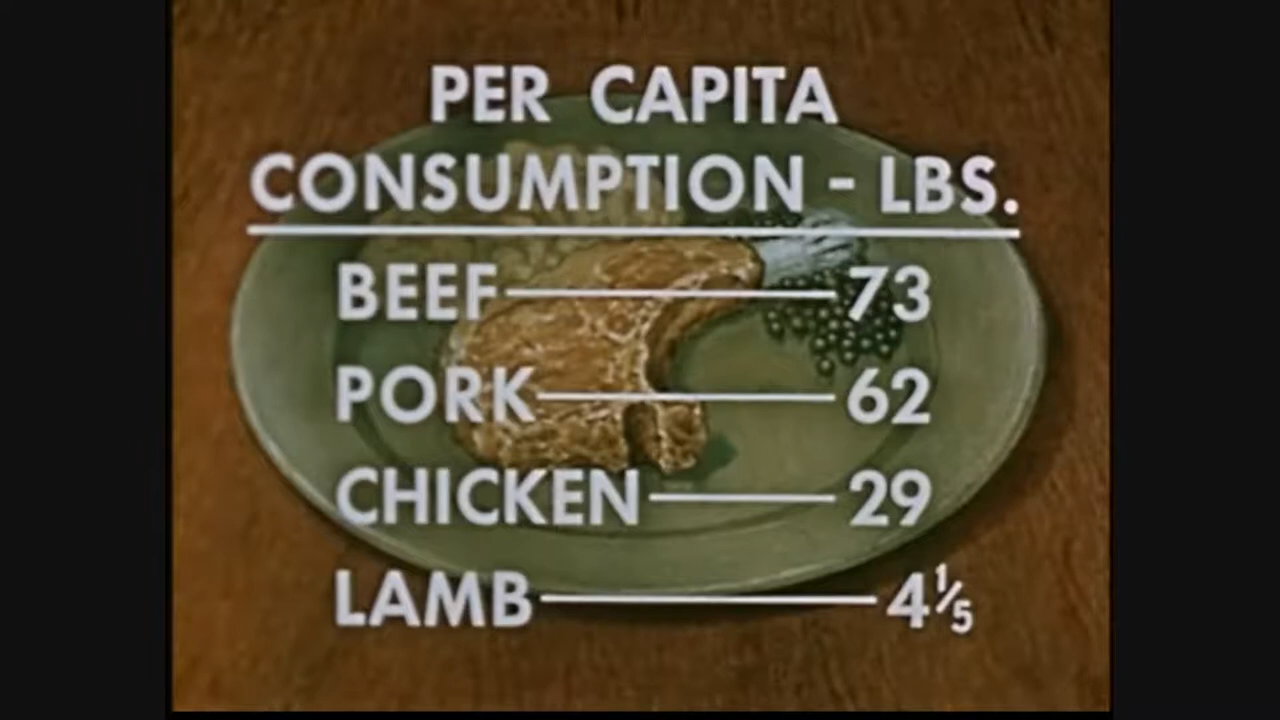 PER CAPITA
CONSUMPTION - LBS.
BEEF 73
PORK 62
CHICKEN 29
LAMB 4⅕